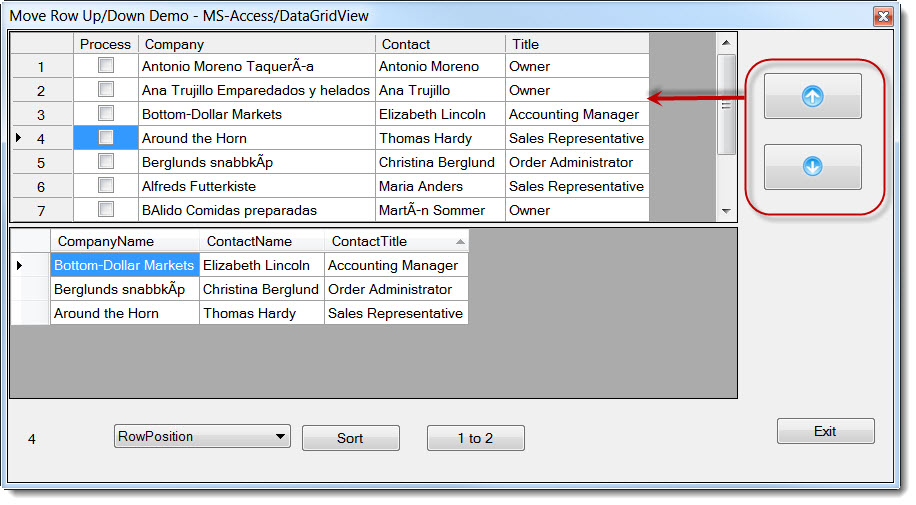 Move Row Up/Down Demo - MS-Access/DataGridView
Process Company Contact Title
1 Antonio Moreno TaquerÃ-a Antonio Moreno Owner
2 Ana Trujillo Emparedados y helados Ana Trujillo Owner
3 Bottom-Dollar Markets Elizabeth Lincoln Accounting Manager
4 Around the Horn Thomas Hardy Sales Representative
5 Berglunds snabbkÃp Christina Berglund Order Administrator
6 Alfreds Futterkiste Maria Anders Sales Representative
7 BAlido Comidas preparadas MartÃ-n Sommer Owner
CompanyName ContactName ContactTitle
Bottom-Dollar Markets Elizabeth Lincoln Accounting Manager
Berglunds snabbkÃp Christina Berglund Order Administrator
Around the Horn Thomas Hardy Sales Representative
4 RowPosition Sort 1 to 2 Exit